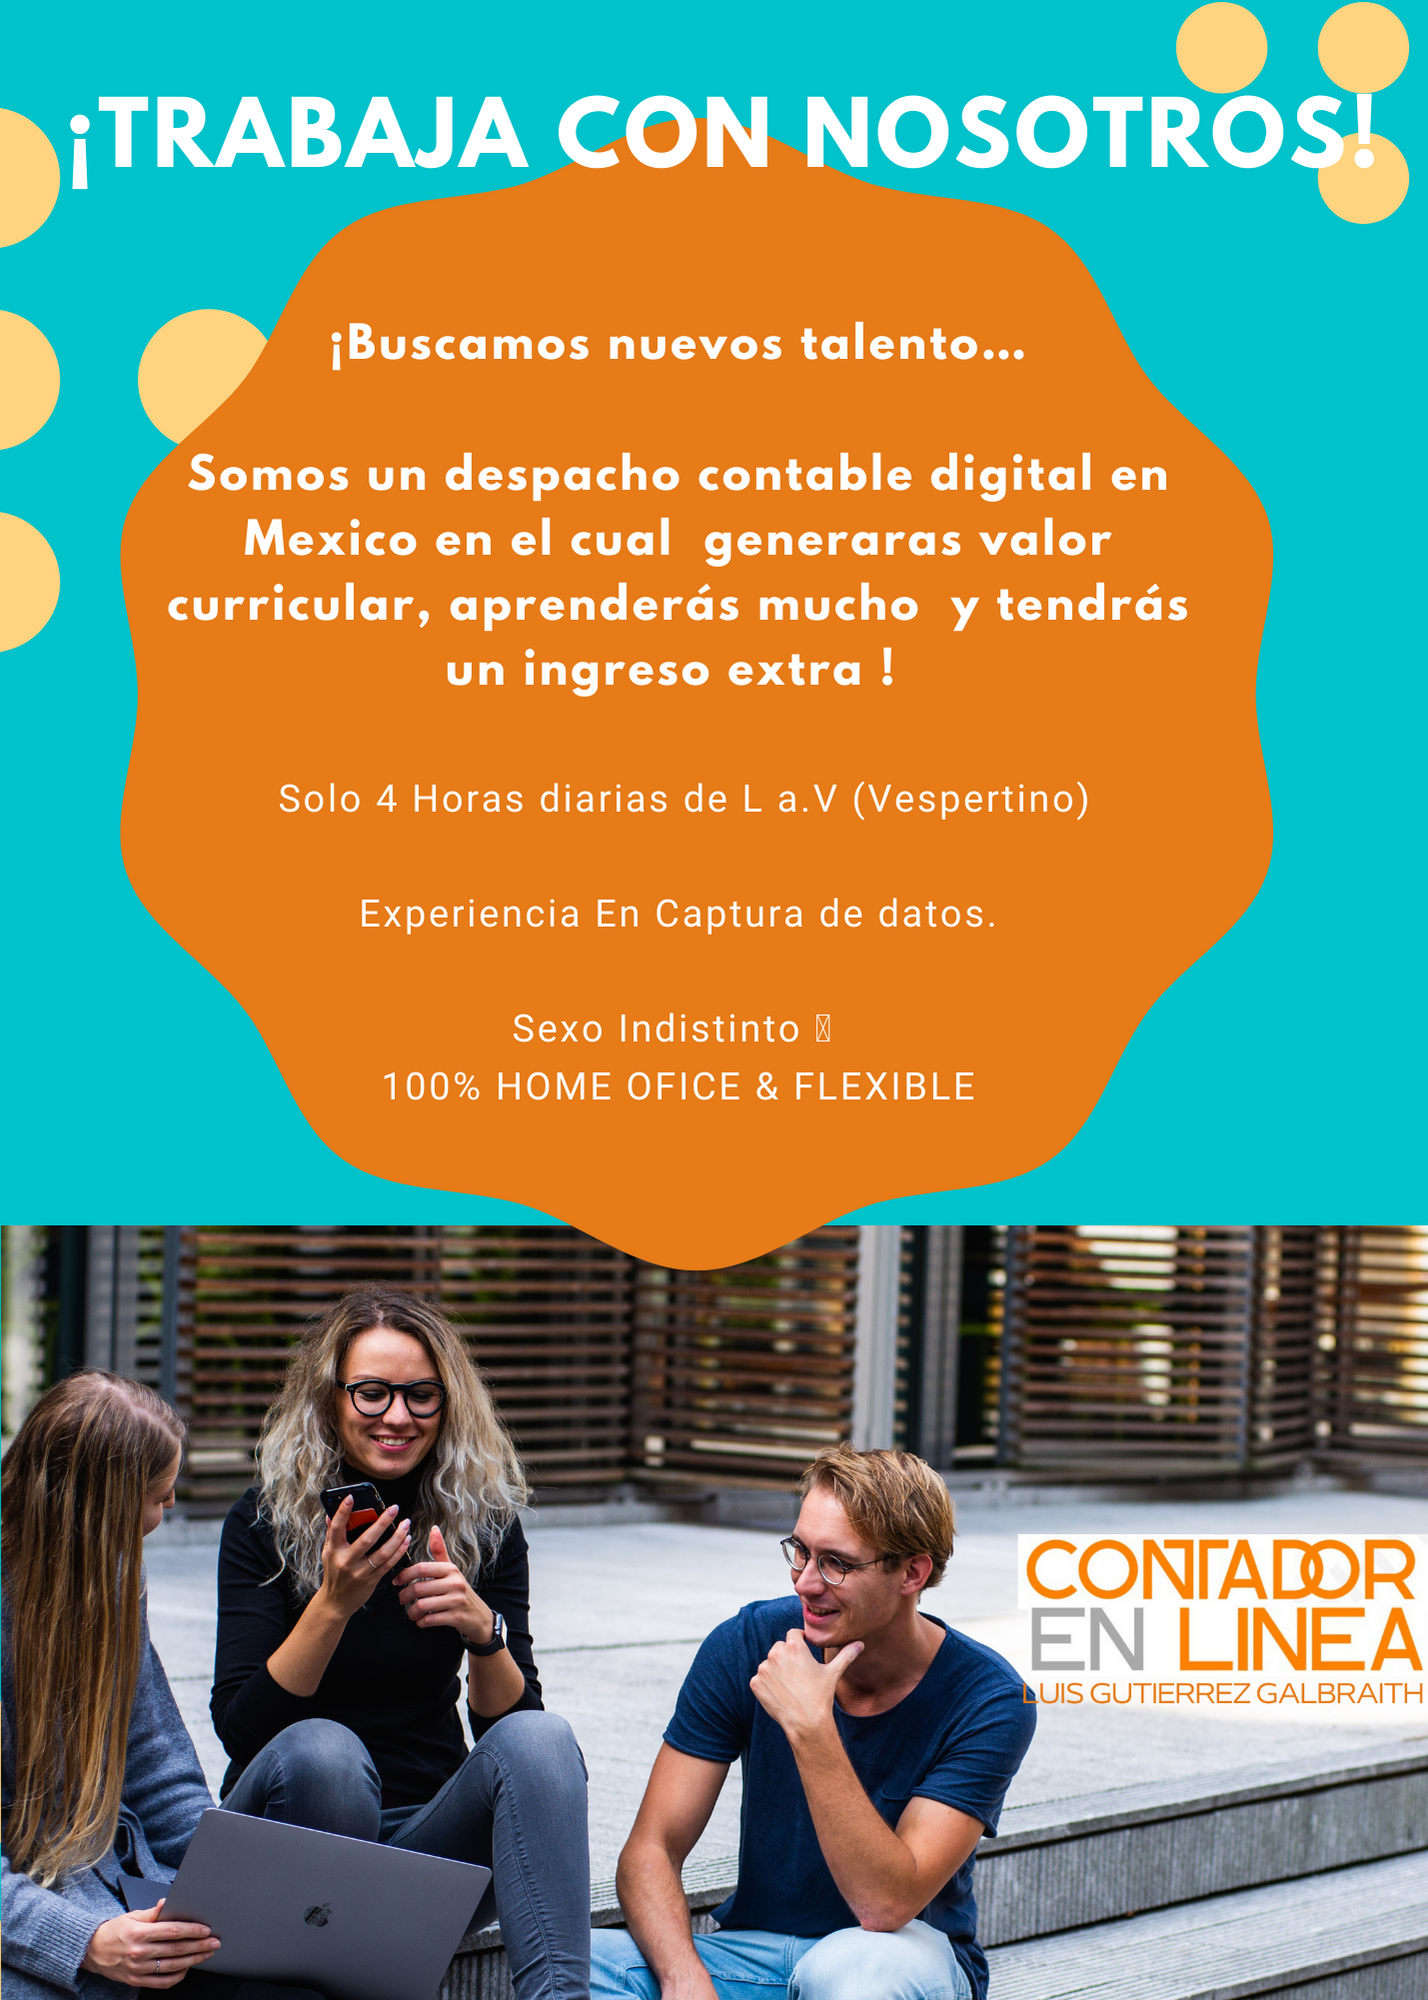 ¡TRABAJA CON NOSOTROS!
¡Buscamos nuevos talento...
Somos un despacho contable digital en
Mexico en el cual generaras valor
curricular, aprenderás mucho y tendrás
un ingreso extra !
Solo 4 Horas diarias de L a.V (Vespertino)
Experiencia En Captura de datos.
Sexo Indistinto
100% HOME OFICE & FLEXIBLE
CONTADOR
EN LINEA
LUIS GUTIERREZ GALBRAITH